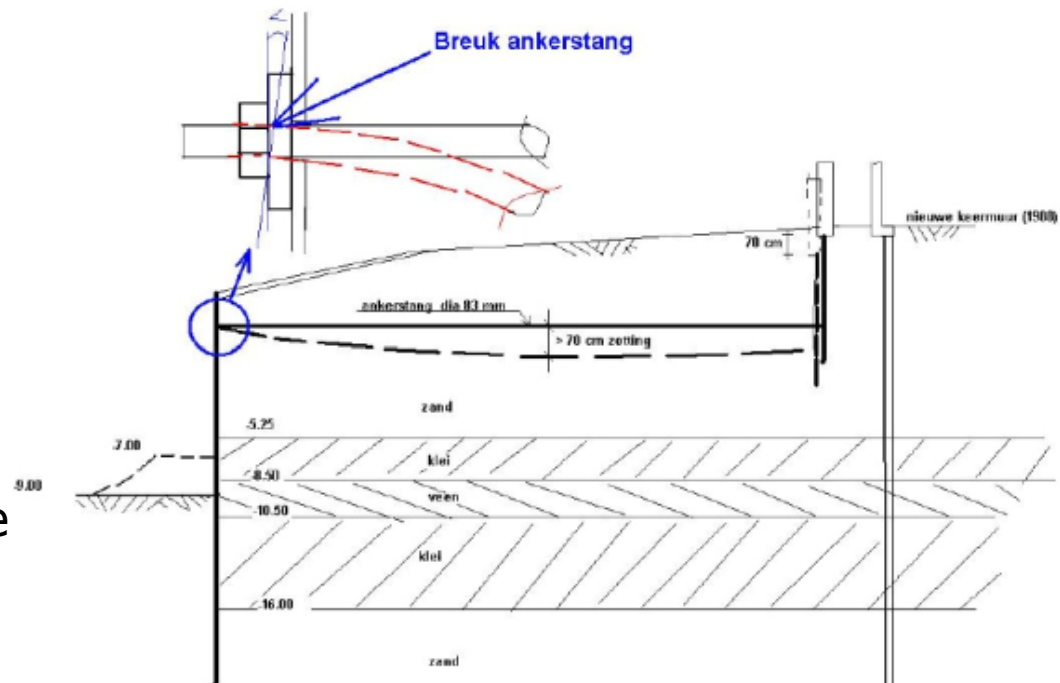 Breuk ankerstang
nieuwe keermuur (1988)
70 cm
ankerstang dia 83 mm
> 70 cm zetting
zand
-5.25
-7.00
klei
-8.50
-9.00
veen
-10.50
e
klei
-16.00
zand